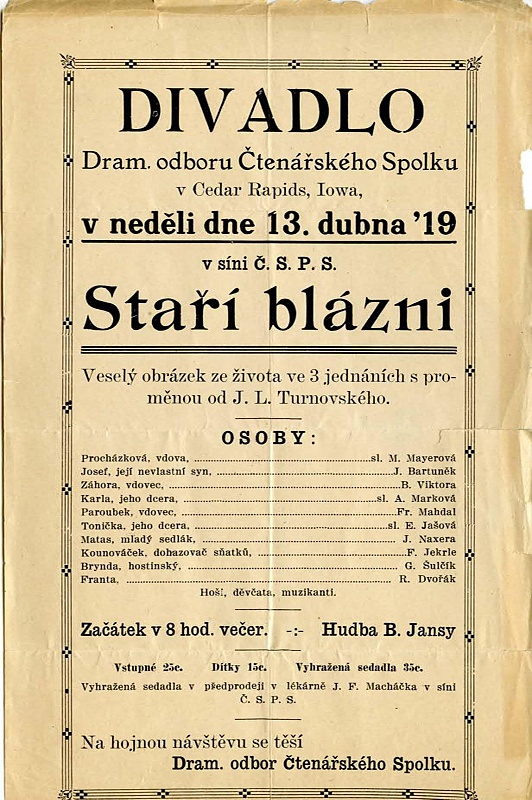 DIVADLO
Dram. odboru Čtenářského Spolku
v Cedar Rapids, Iowa,
v neděli dne 13. dubna '19
v síni Č. S. P. S.
Staří blázni
Veselý obrázek ze života ve 3 jednáních s pro-
měnou od J. L. Turnovského.
OSOBY:
Procházková, vdova, ........ sl. M. Mayerová
Josef, její nevlastní syn, ........ J. Bartuněk
Záhora, vdovec, ........ B. Viktora
Karla, jeho dcera, ........ sl. A. Marková
Paroubek, vdovec, ........ Fr. Mahdal
Tonička, jeho dcera, ........ sl. E. Jašová
Matas, mladý sedlák, ........ J. Naxera
Kounováček, dohazovač sňatků, ........ F. Jekrle
Brynda, hostinský, ........ G. Šulčík
Franta, ........ R. Dvořák
Hoši, děvčata, muzikanti.
Začátek v 8 hod. večer. -:- Hudba B. Jansy
Vstupné 25c. Dítky 15c. Vyhražená sedadla 35c.
Vyhražená sedadla v předprodeji v lékárně J. F. Macháčka v síni
Č. S. P. S.
Na hojnou návštěvu se těší
Dram. odbor Čtenářského Spolku.